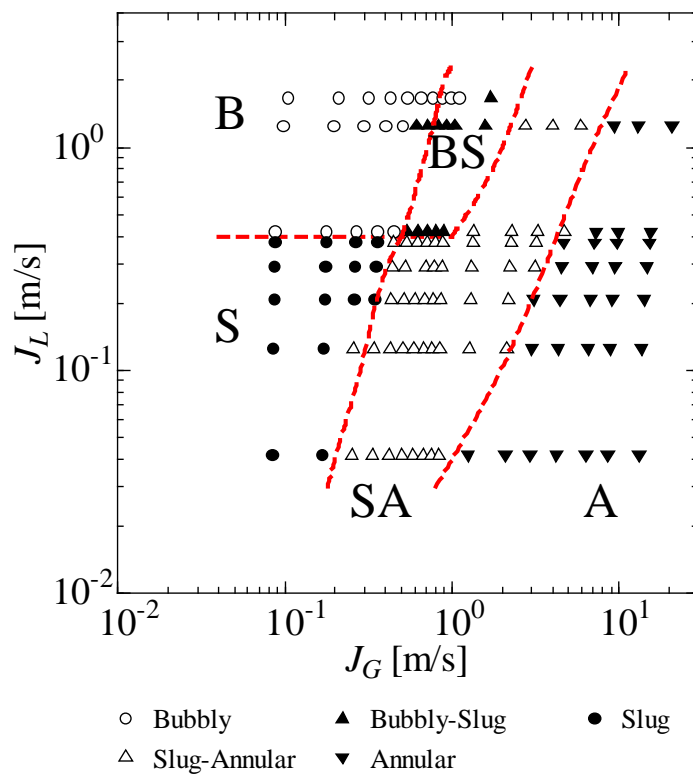 B
BS
S
SA
A
10^0
10^-1
10^-2
J_L [m/s]
10^-2
10^-1
10^0
10^1
J_G [m/s]
Bubbly
Bubbly-Slug
Slug
Slug-Annular
Annular